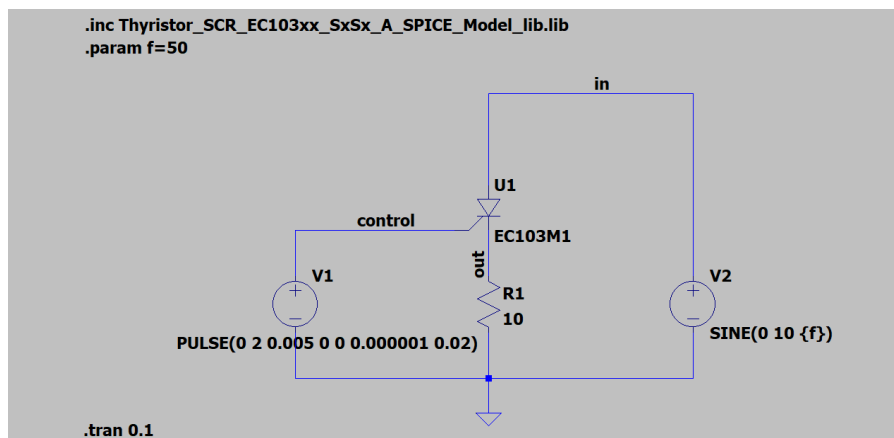 .inc Thyristor_SCR_EC103xx_SxSx_A_SPICE_Model_lib.lib
.param f=50
in
U1
control
EC103M1
out
V1
R1
V2
10
PULSE(0 2 0.005 0 0 0.000001 0.02)
SINE(0 10 {f})
.tran 0.1